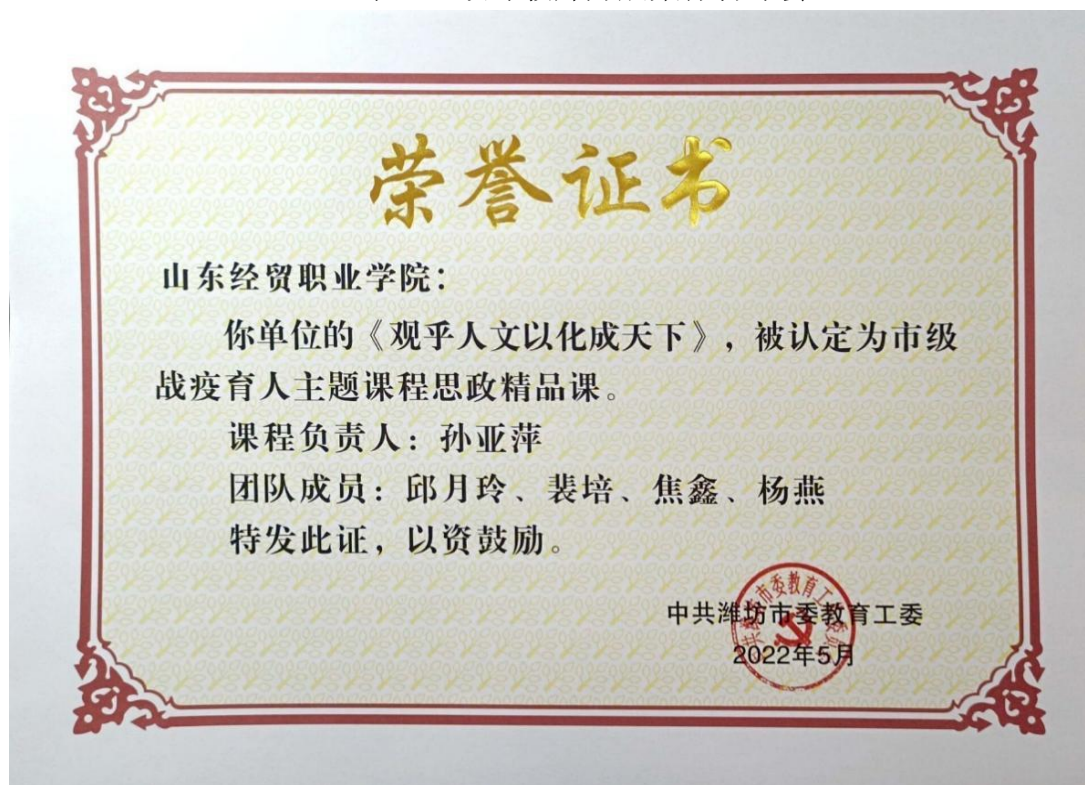 荣誉证书
山东经贸职业学院：
你单位的《观乎人文以化成天下》，被认定为市级
战疫育人主题课程思政精品课。
课程负责人：孙亚萍
团队成员：邱月玲、裴培、焦鑫、杨燕
特发此证，以资鼓励。
中共潍坊市委教育工委
2022年5月